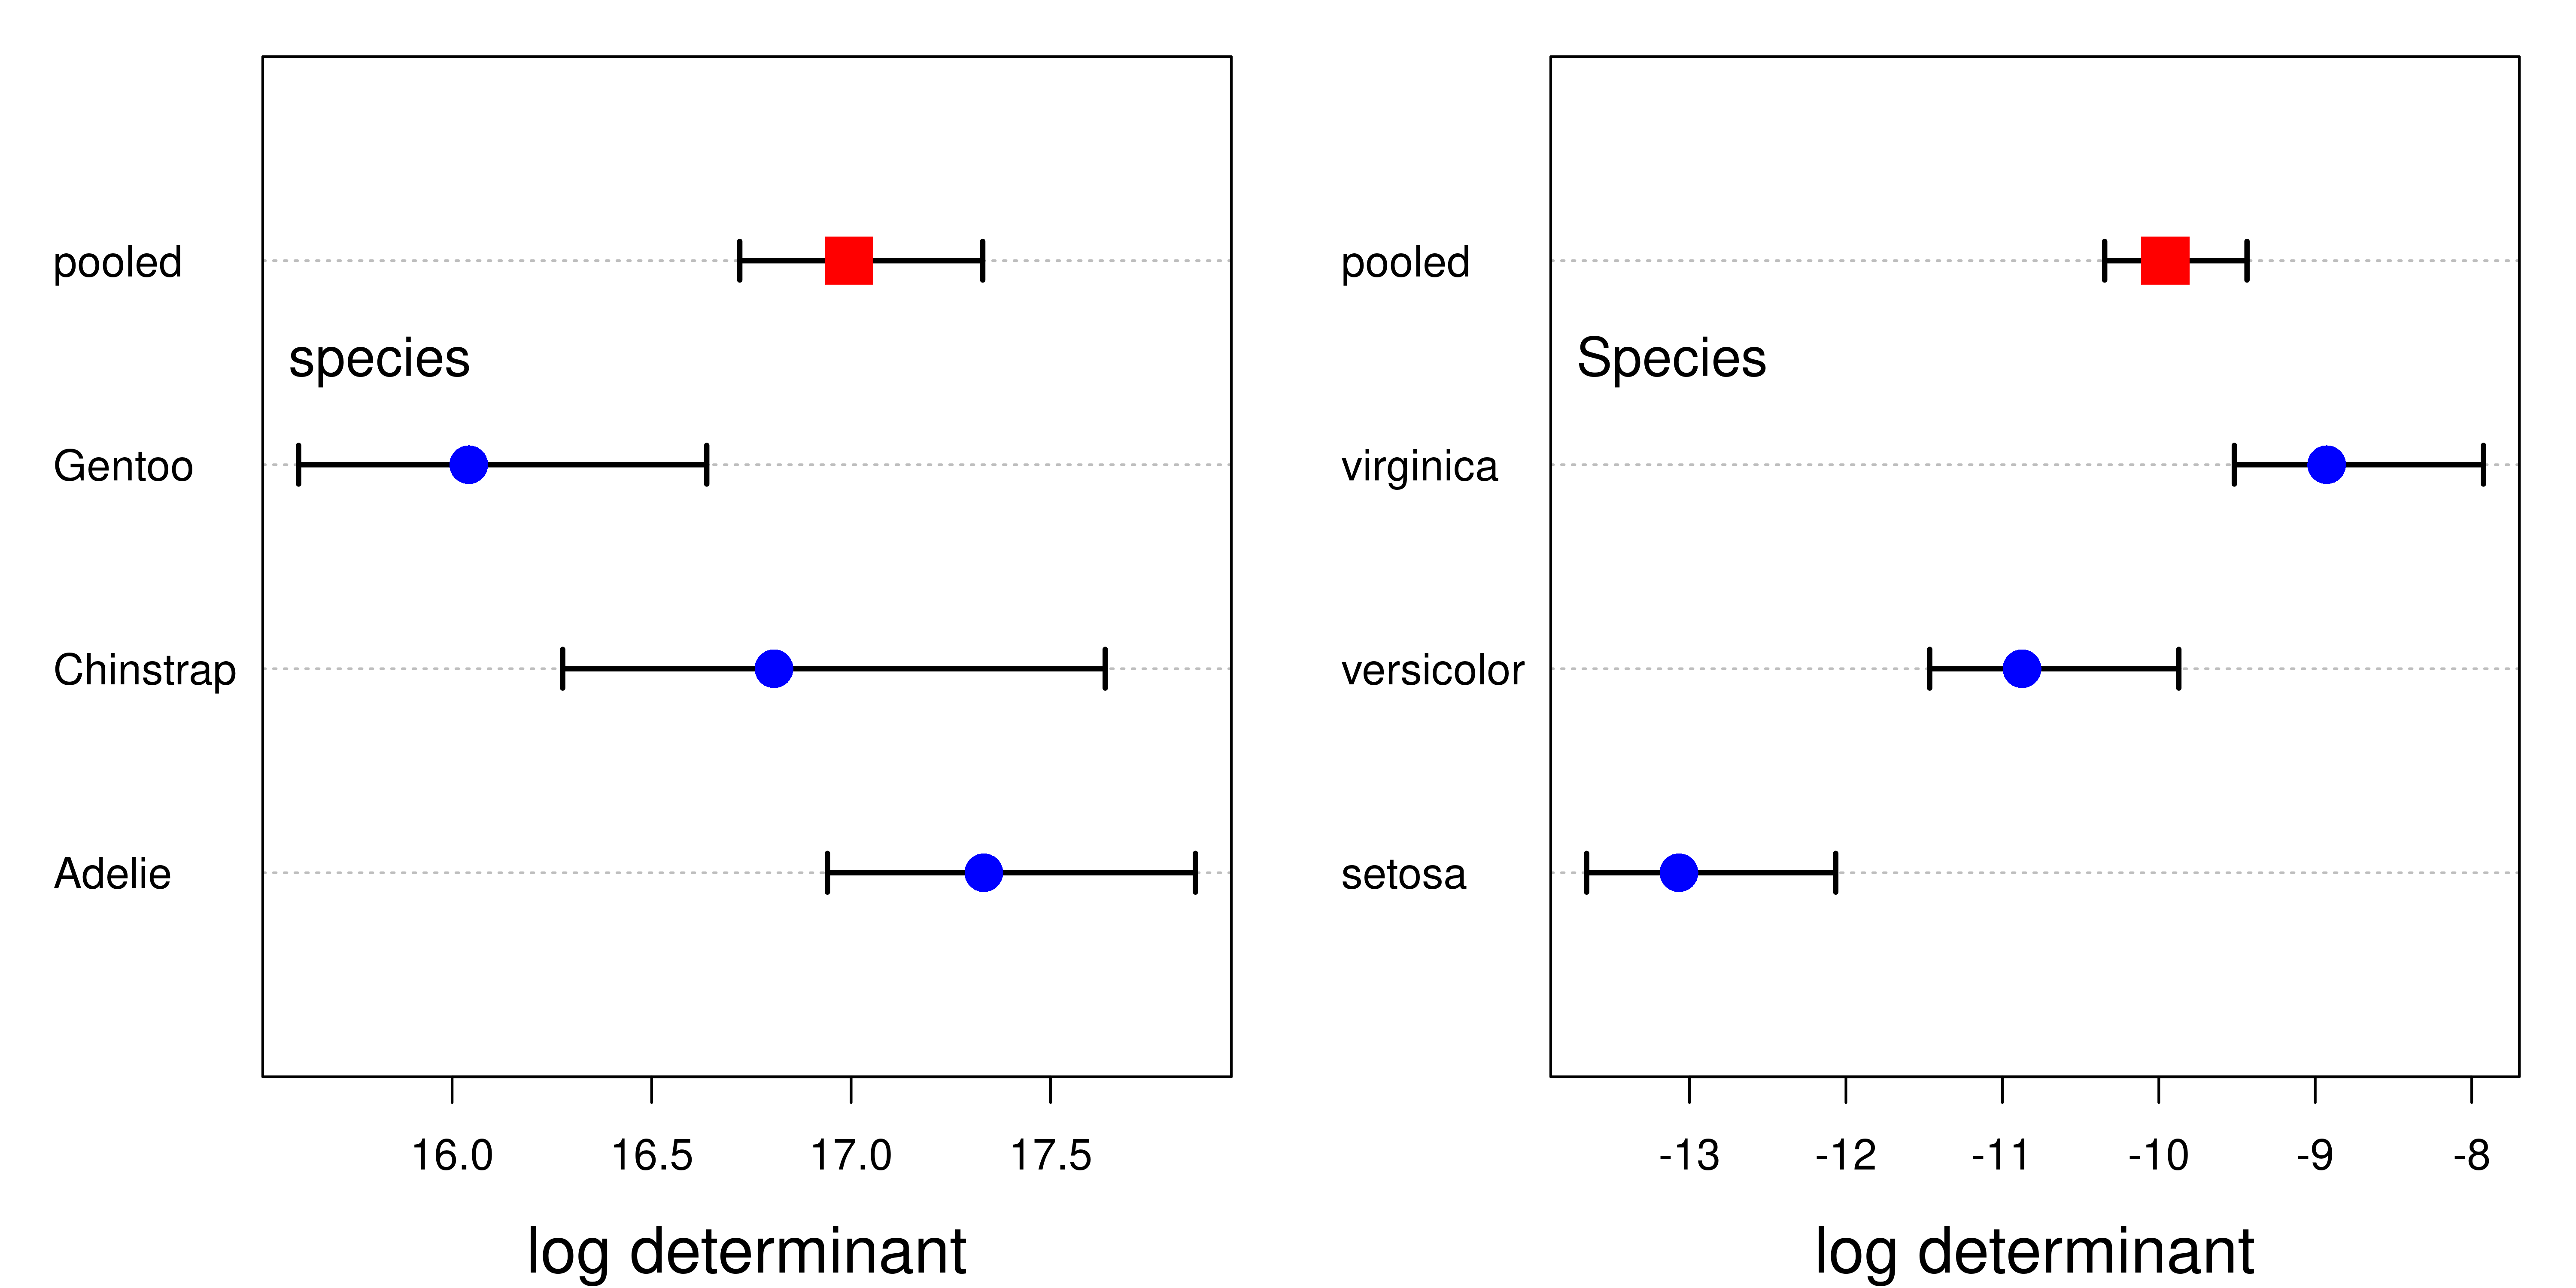 pooled
species
Gentoo
Chinstrap
Adelie
16.0 16.5 17.0 17.5
log determinant
pooled
Species
virginica
versicolor
setosa
-13 -12 -11 -10 -9 -8
log determinant